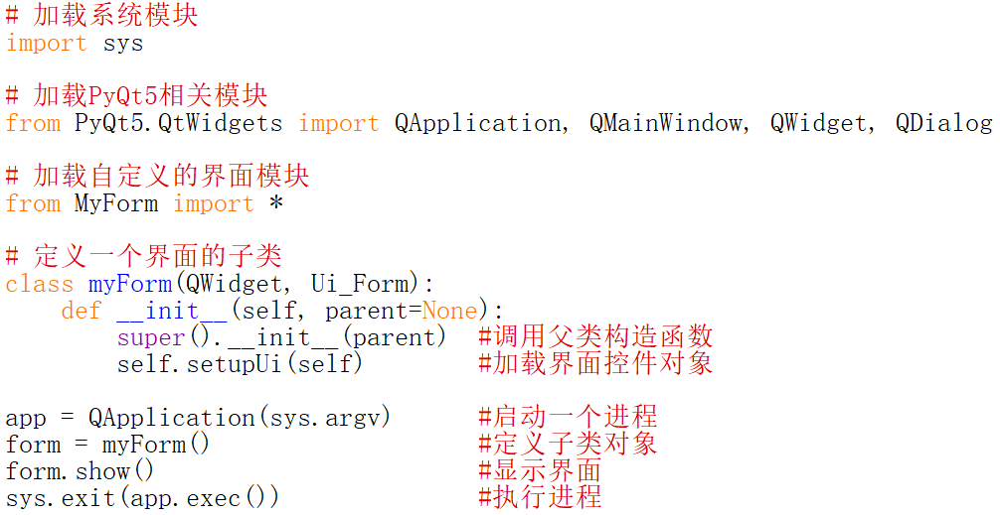 # 加载系统模块
import sys
# 加载PyQt5相关模块
from PyQt5.QtWidgets import QApplication, QMainWindow, QWidget, QDialog
# 加载自定义的界面模块
from MyForm import *
# 定义一个界面的子类
class myForm(QWidget, Ui_Form):
    def __init__(self, parent=None):
        super().__init__(parent)  #调用父类构造函数
        self.setupUi(self)        #加载界面控件对象
app = QApplication(sys.argv)      #启动一个进程
form = myForm()                   #定义子类对象
form.show()                       #显示界面
sys.exit(app.exec())              #执行进程